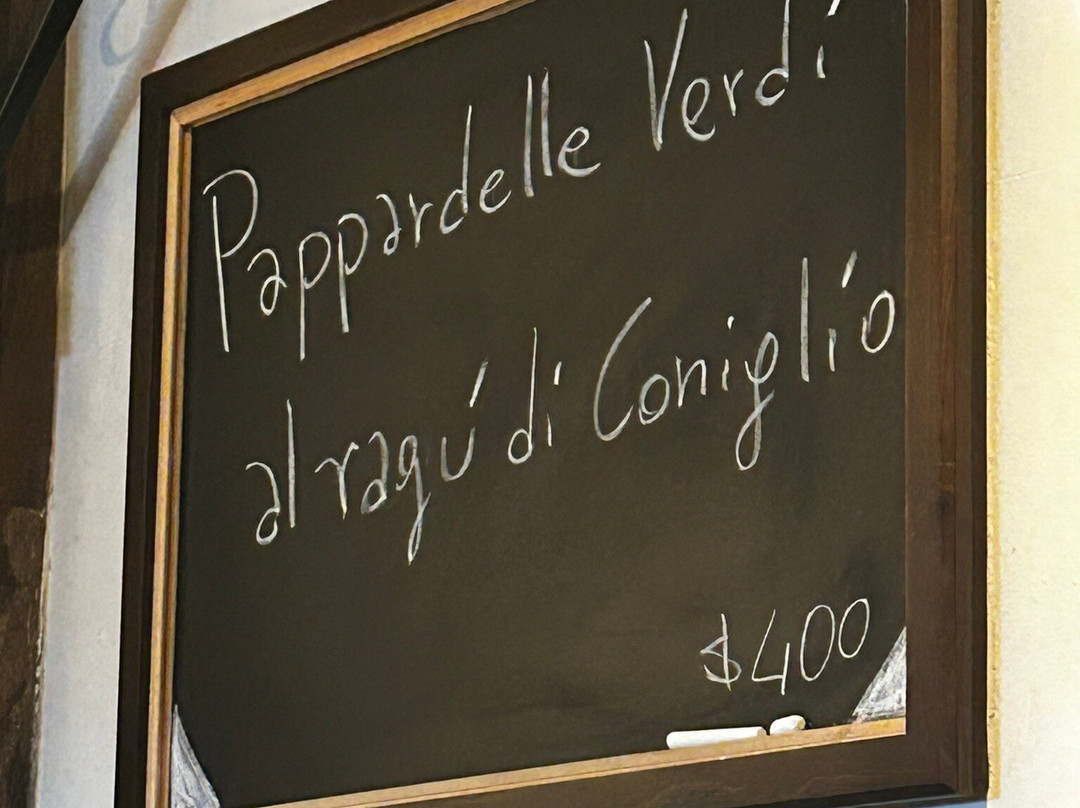 Pappardelle Verdi
al ragú di Coniglio
$400